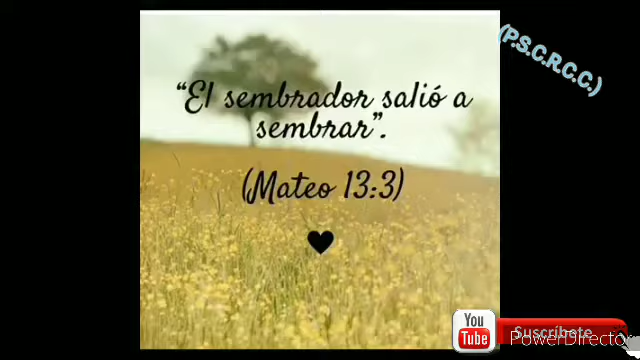 (P.S.C.R.C.C.)
“El sembrador salió a
sembrar”.
(Mateo 13:3)
You
Tube
Suscríbete
PowerDirector